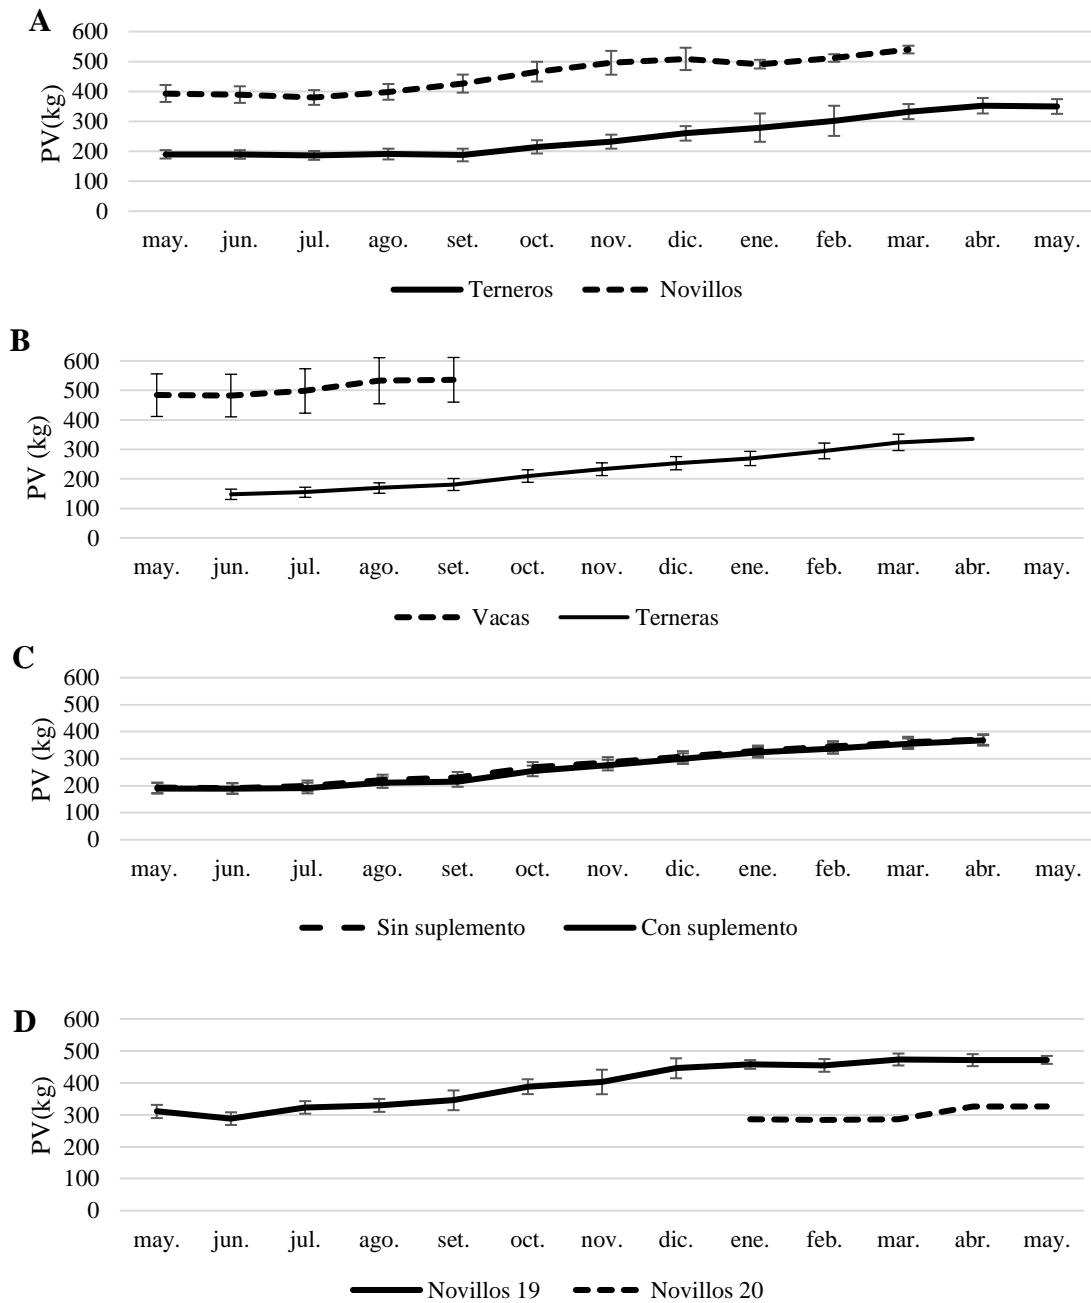 A
600
500
400
300
200
100
0
PV(kg)
may. jun. jul. ago. set. oct. nov. dic. ene. feb. mar. abr. may.
Terneros Novillos
B
600
500
400
300
200
100
0
PV (kg)
may. jun. jul. ago. set. oct. nov. dic. ene. feb. mar. abr. may.
Vacas Terneras
C
600
500
400
300
200
100
0
PV (kg)
may. jun. jul. ago. set. oct. nov. dic. ene. feb. mar. abr. may.
Sin suplemento Con suplemento
D
600
500
400
300
200
100
0
PV(kg)
may. jun. jul. ago. set. oct. nov. dic. ene. feb. mar. abr. may.
Novillos 19 Novillos 20